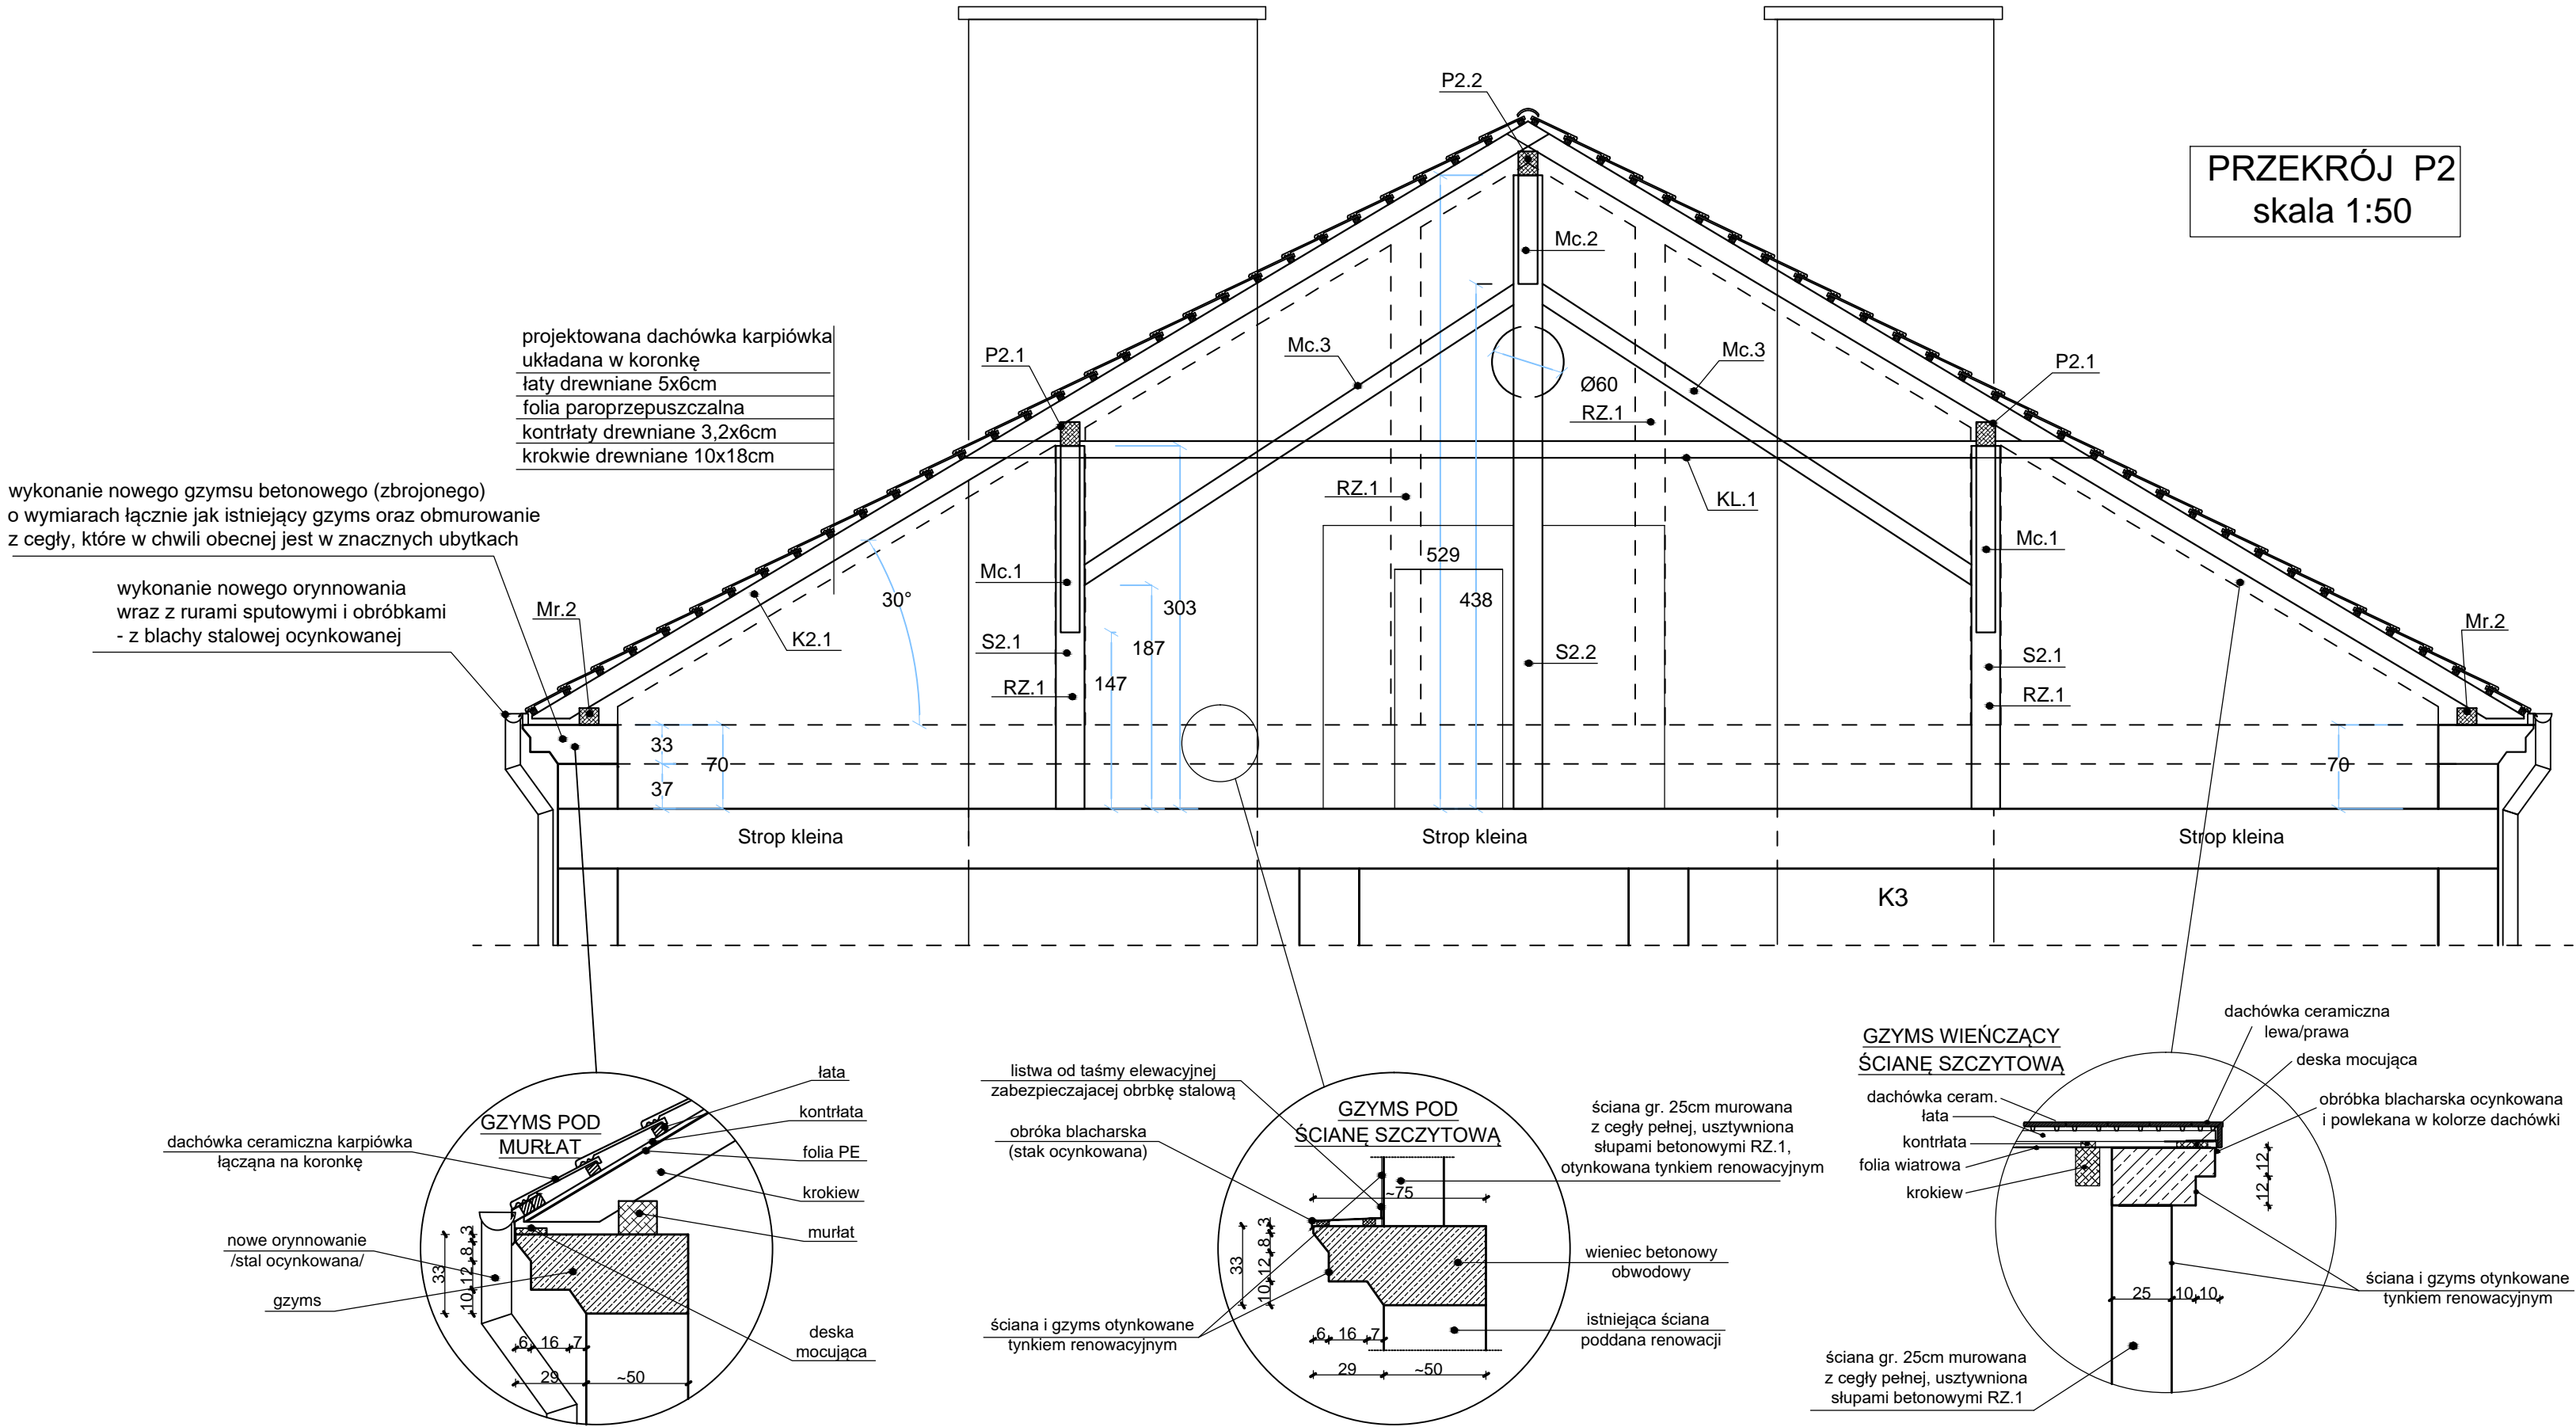 P2.2
PRZEKRÓJ P2
skala 1:50
Mc.2
projektowana dachówka karpiówka
układana w koronkę
łaty drewniane 5x6cm
folia paroprzepuszczalna
kontrłaty drewniane 3,2x6cm
krokwie drewniane 10x18cm
P2.1
Mc.3
Mc.3
P2.1
Ø60
RZ.1
wykonanie nowego gzymsu betonowego (zbrojonego)
o wymiarach łącznie jak istniejący gzyms oraz obmurowanie
z cegły, które w chwili obecnej jest w znacznych ubytkach
RZ.1
KL.1
wykonanie nowego orynnowania
wraz z rurami sputowymi i obróbkami
- z blachy stalowej ocynkowanej
Mr.2
K2.1
30°
Mc.1
303
529
438
Mc.1
S2.1
187
S2.2
S2.1
Mr.2
RZ.1
147
RZ.1
33
70
37
70
Strop kleina
Strop kleina
Strop kleina
K3
GZYMS POD
MURŁAT
łata
kontrłata
folia PE
krokiew
murłat
deska
mocująca
dachówka ceramiczna karpiówka
łączana na koronkę
nowe orynnowanie
/stal ocynkowana/
gzyms
33
3
8
12
10
6
16
7
29
~50
listwa od taśmy elewacyjnej
zabezpieczajacej obrbkę stalową
obróka blacharska
(stak ocynkowana)
GZYMS POD
ŚCIANĘ SZCZYTOWĄ
ściana gr. 25cm murowana
z cegły pełnej, usztywniona
słupami betonowymi RZ.1,
otynkowana tynkiem renowacyjnym
~75
33
3
8
12
10
wieniec betonowy
obwodowy
ściana i gzyms otynkowane
tynkiem renowacyjnym
istniejąca ściana
poddana renowacji
6
16
7
29
~50
GZYMS WIEŃCZĄCY
ŚCIANĘ SZCZYTOWĄ
dachówka ceramiczna
lewa/prawa
deska mocująca
dachówka ceram.
łata
kontrłata
folia wiatrowa
krokiew
obróbka blacharska ocynkowana
i powlekana w kolorze dachówki
12
12
25
10
10
ściana i gzyms otynkowane
tynkiem renowacyjnym
ściana gr. 25cm murowana
z cegły pełnej, usztywniona
słupami betonowymi RZ.1